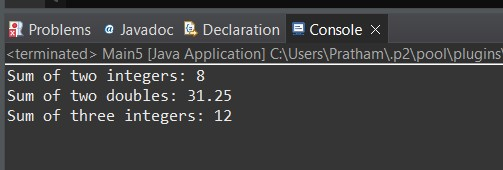 Problems @ Javadoc Declaration Console
<terminated> Main5 [Java Application] C:\Users\Pratham\.p2\pool\plugins\
Sum of two integers: 8
Sum of two doubles: 31.25
Sum of three integers: 12